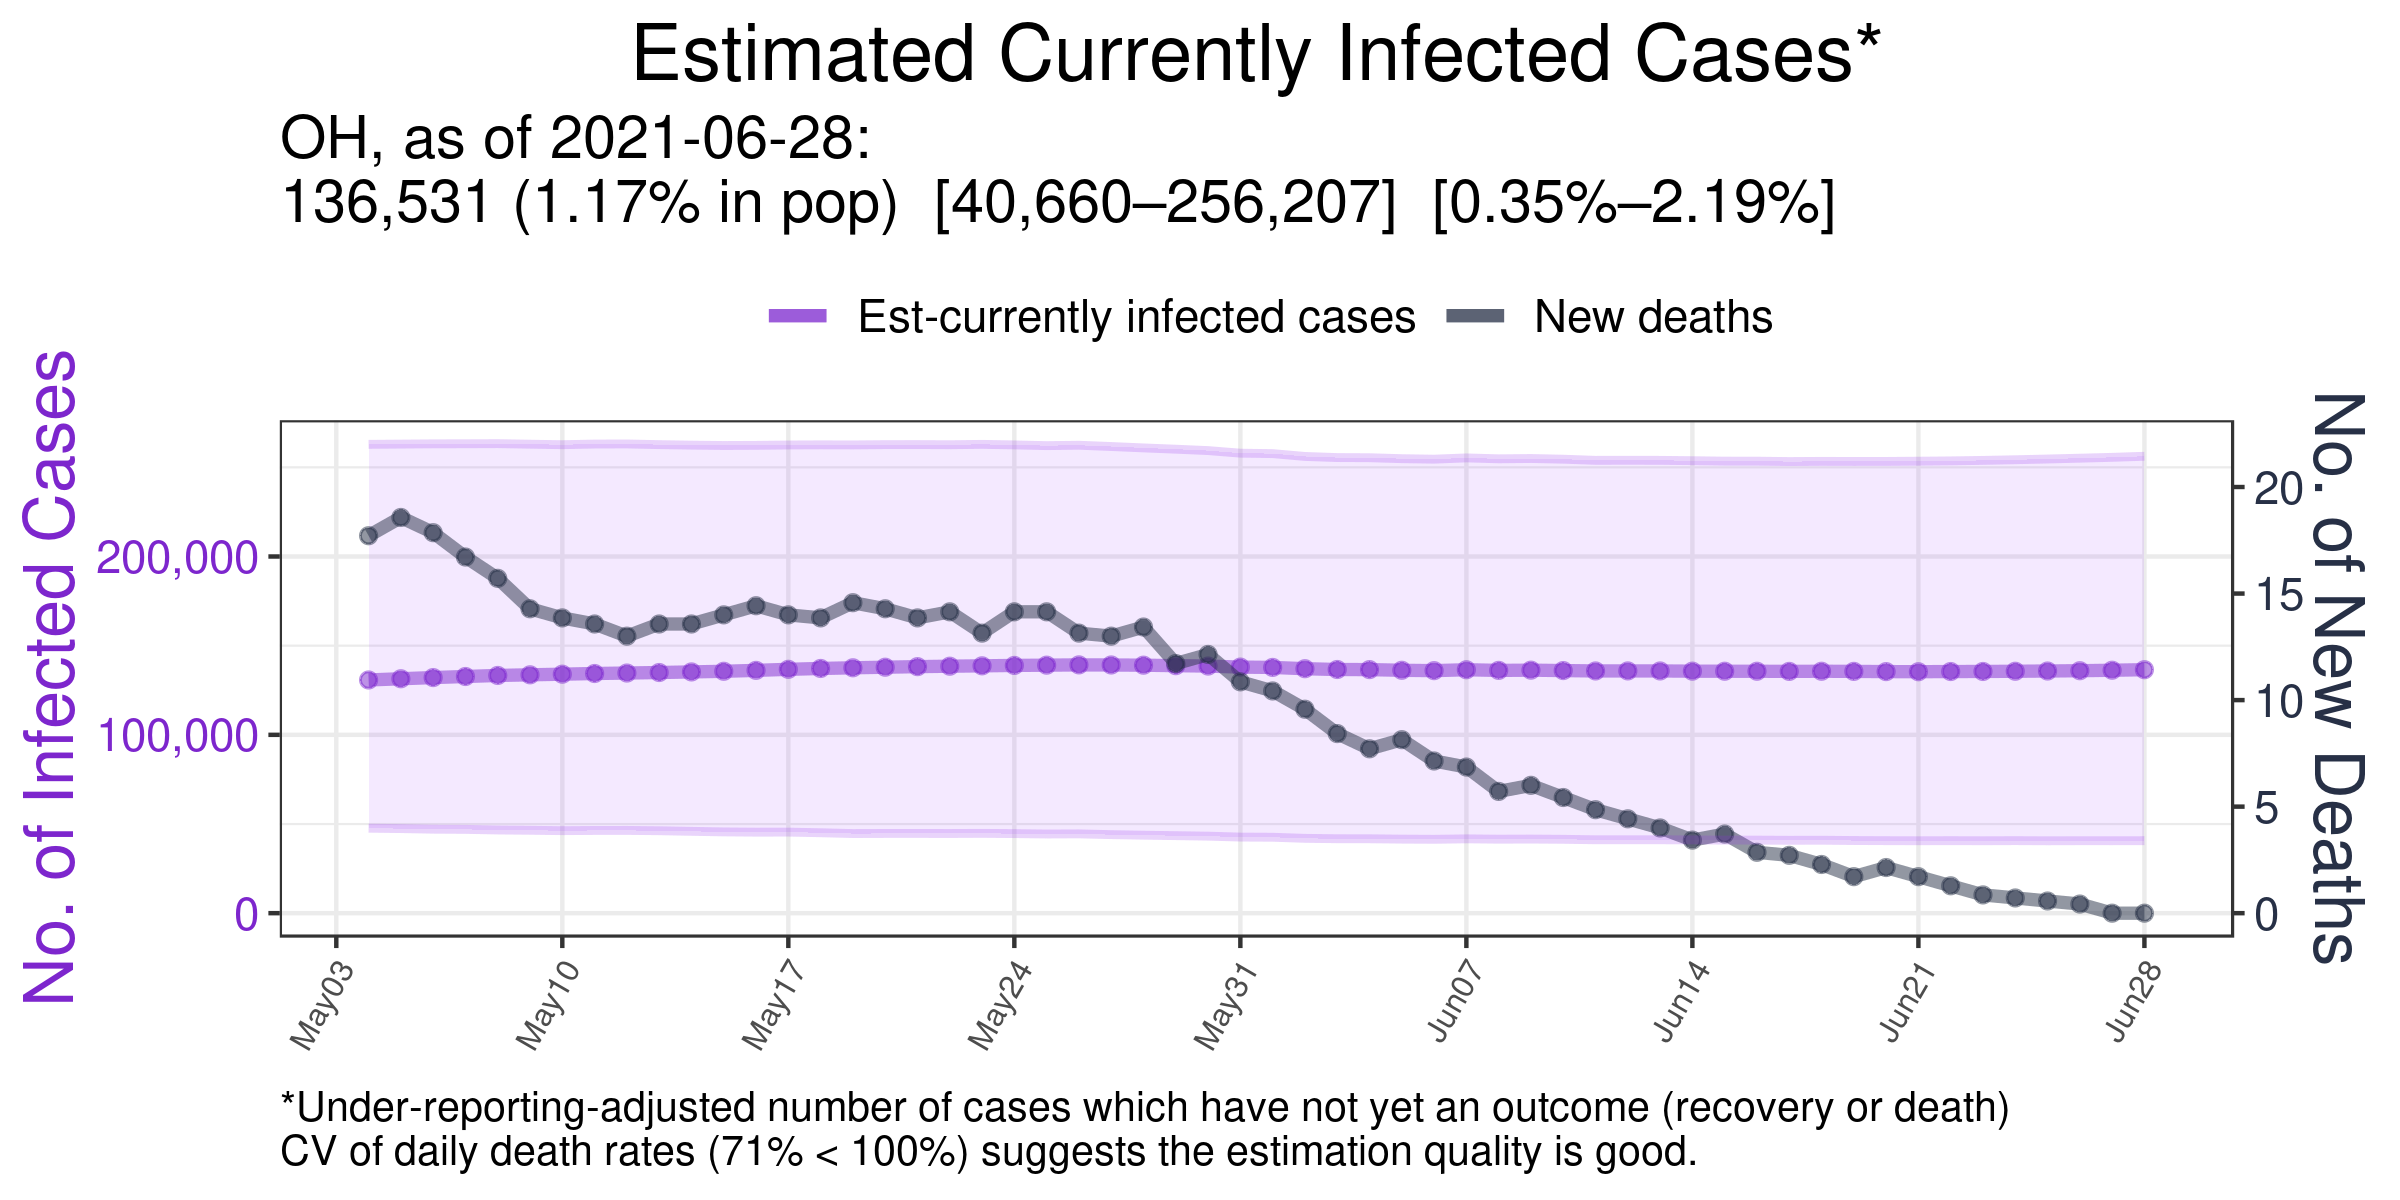 Estimated Currently Infected Cases*
OH, as of 2021-06-28:
136,531 (1.17% in pop)  [40,660–256,207]  [0.35%–2.19%]
Est-currently infected cases
New deaths
No. of Infected Cases
200,000
100,000
0
No. of New Deaths
20
15
10
5
0
May03
May10
May17
May24
May31
Jun07
Jun14
Jun21
Jun28
*Under-reporting-adjusted number of cases which have not yet an outcome (recovery or death)
CV of daily death rates (71% < 100%) suggests the estimation quality is good.